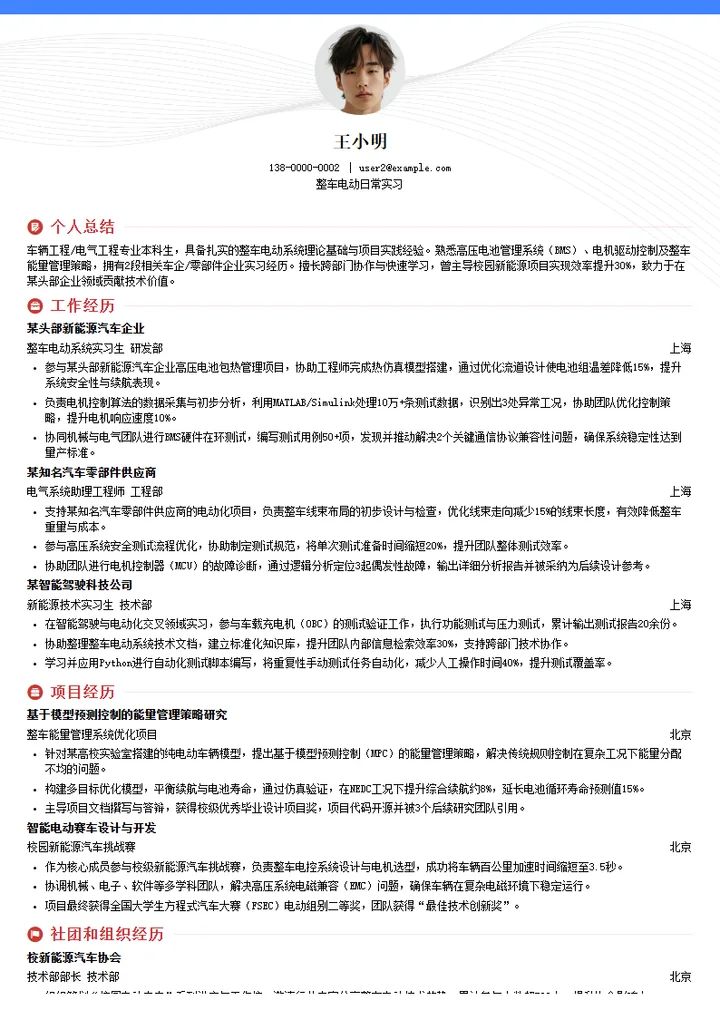 王小明
138-0000-0002 | user2@example.com
整车电动日常实习
个人总结
车辆工程/电气工程专业本科生，具备扎实的整车电动系统理论基础与项目实践经验。熟悉高压电池管理系统（BMS）、电机驱动控制及整车
能量管理策略，拥有2段相关车企/零部件企业实习经历。擅长跨部门协作与快速学习，曾主导校园新能源项目实现效率提升30%，致力于在
某头部企业领域贡献技术价值。
工作经历
某头部新能源汽车企业
整车电动系统实习生 研发部 上海
• 参与某头部新能源汽车企业高压电池包热管理项目，协助工程师完成热仿真模型搭建，通过优化流道设计使电池组温差降低15%，提升
系统安全性与续航表现。
• 负责电机控制算法的数据采集与初步分析，利用MATLAB/Simulink处理10万+条测试数据，识别出3处异常工况，协助团队优化控制策
略，提升电机响应速度10%。
• 协同机械与电气团队进行BMS硬件在环测试，编写测试用例50+项，发现并推动解决2个关键通信协议兼容性问题，确保系统稳定性达到
量产标准。
某知名汽车零部件供应商
电气系统助理工程师 工程部 上海
• 支持某知名汽车零部件供应商的电动化项目，负责整车线束布局的初步设计与检查，优化线束走向减少15%的线束长度，有效降低整车
重量与成本。
• 参与高压系统安全测试流程优化，协助制定测试规范，将单次测试准备时间缩短20%，提升团队整体测试效率。
• 协助团队进行电机控制器（MCU）的故障诊断，通过逻辑分析定位3起偶发性故障，输出详细分析报告并被采纳为后续设计参考。
某智能驾驶科技公司
新能源技术实习生 技术部 上海
• 在智能驾驶与电动化交叉领域实习，参与车载充电机（OBC）的测试验证工作，执行功能测试与压力测试，累计输出测试报告20余份。
• 协助整理整车电动系统技术文档，建立标准化知识库，提升团队内部信息检索效率30%，支持跨部门技术协作。
• 学习并应用Python进行自动化测试脚本编写，将重复性手动测试任务自动化，减少人工操作时间40%，提升测试覆盖率。
项目经历
基于模型预测控制的能量管理策略研究
整车能量管理系统优化项目 北京
• 针对某高校实验室搭建的纯电动车辆模型，提出基于模型预测控制（MPC）的能量管理策略，解决传统规则控制在复杂工况下能量分配
不均的问题。
• 构建多目标优化模型，平衡续航与电池寿命，通过仿真验证，在NEDC工况下提升综合续航约8%，延长电池循环寿命预测值15%。
• 主导项目文档撰写与答辩，获得校级优秀毕业设计项目奖，项目代码开源并被3个后续研究团队引用。
智能电动赛车设计与开发
校园新能源汽车挑战赛 北京
• 作为核心成员参与校级新能源汽车挑战赛，负责整车电控系统设计与电机选型，成功将车辆百公里加速时间缩短至3.5秒。
• 协调机械、电子、软件等多学科团队，解决高压系统电磁兼容（EMC）问题，确保车辆在复杂电磁环境下稳定运行。
• 项目最终获得全国大学生方程式汽车大赛（FSEC）电动组别二等奖，团队获得“最佳技术创新奖”。
社团和组织经历
校新能源汽车协会
技术部部长 技术部 北京